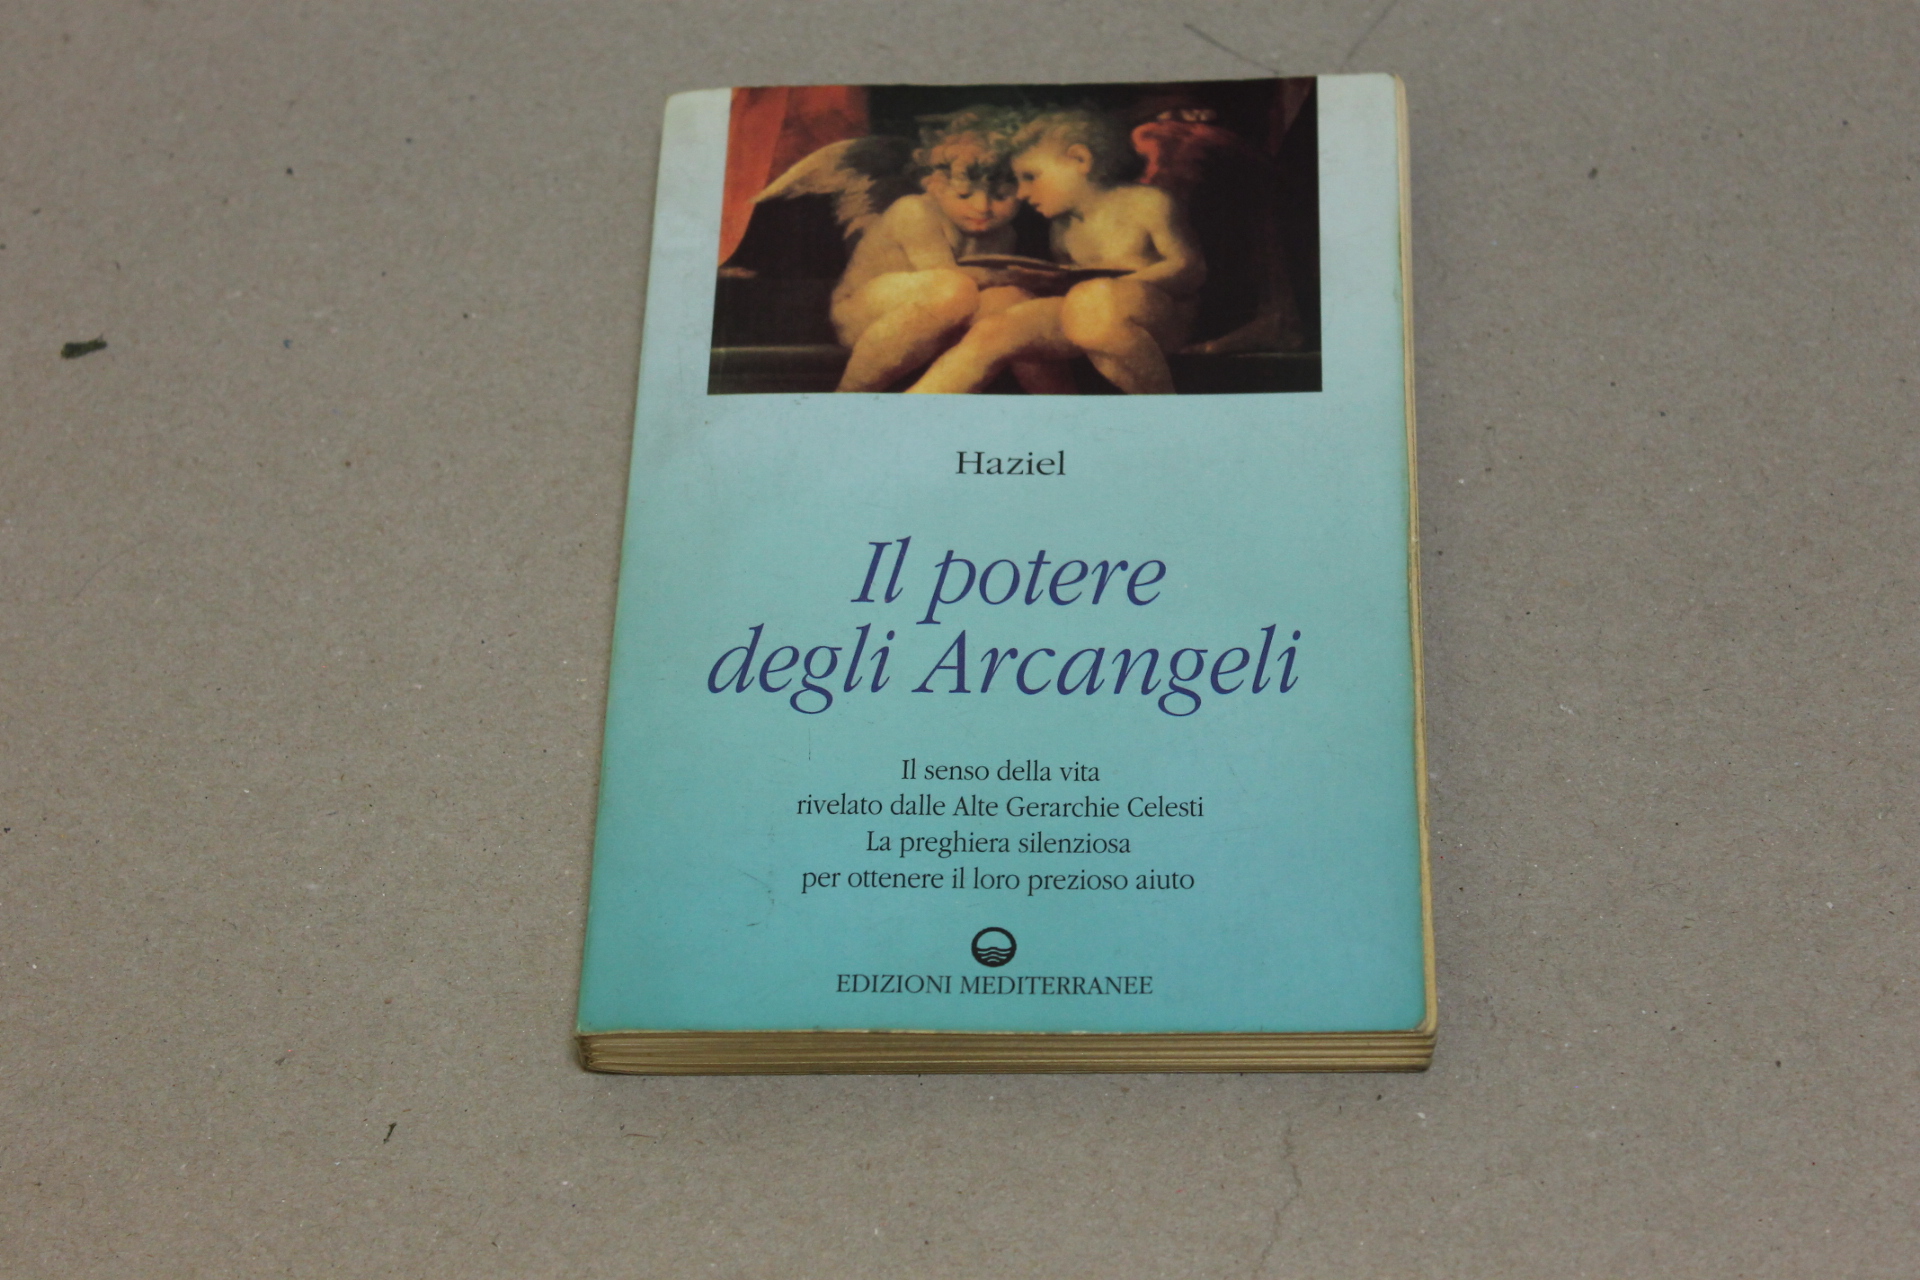 Haziel
Il potere
degli Arcangeli
Il senso della vita
rivelato dalle Alte Gerarchie Celesti
La preghiera silenziosa
per ottenere il loro prezioso aiuto
EDIZIONI MEDITERRANEE